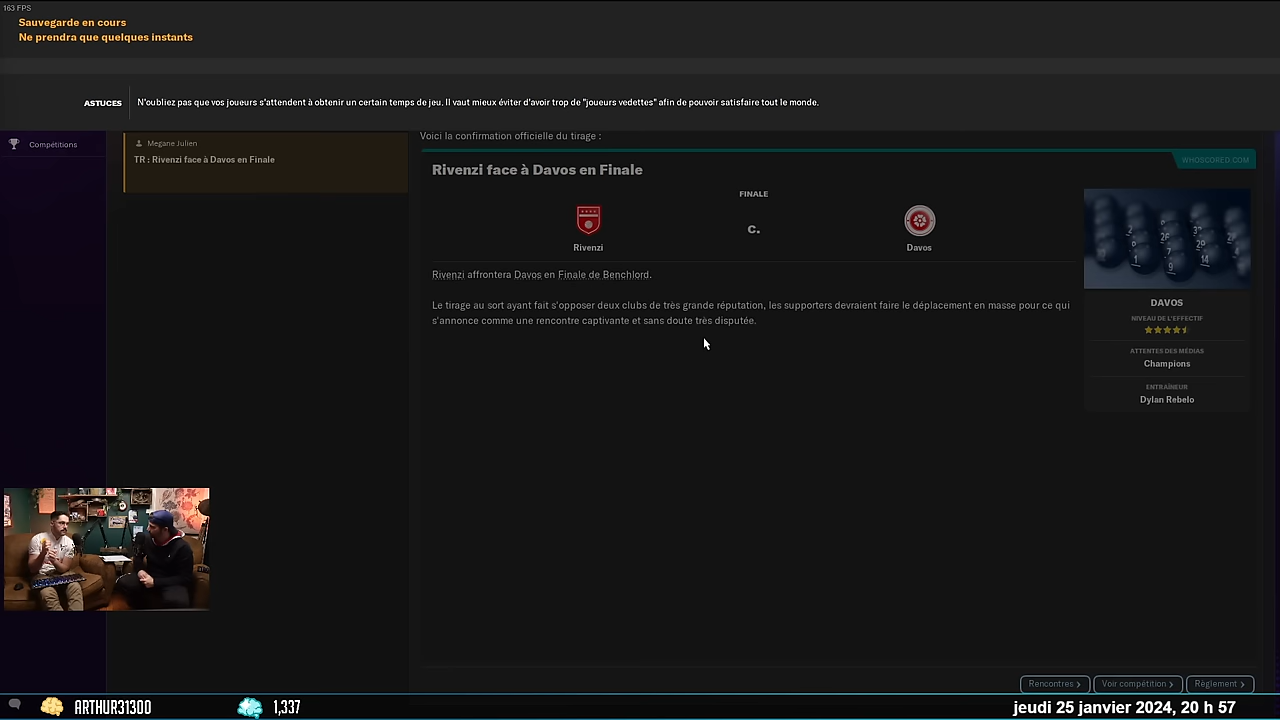 163 FPS
Sauvegarde en cours
Ne prendra que quelques instants
ASTUCES
N'oubliez pas que vos joueurs s'attendent à obtenir un certain temps de jeu. Il vaut mieux éviter d'avoir trop de "joueurs vedettes" afin de pouvoir satisfaire tout le monde.
Compétitions
Megane Julien
TR : Rivenzi face à Davos en Finale
Voici la confirmation officielle du tirage :
WHOSCORED.COM
Rivenzi face à Davos en Finale
FINALE
C.
Rivenzi
Davos
Rivenzi affrontera Davos en Finale de Benchlord.
Le tirage au sort ayant fait s'opposer deux clubs de très grande réputation, les supporters devraient faire le déplacement en masse pour ce qui
s'annonce comme une rencontre captivante et sans doute très disputée.
DAVOS
NIVEAU DE L'EFFECTIF
ATTENTES DES MÉDIAS
Champions
ENTRAÎNEUR
Dylan Rebelo
Rencontres
Voir compétition
Règlement
ARTHUR31300
1,337
jeudi 25 janvier 2024, 20 h 57